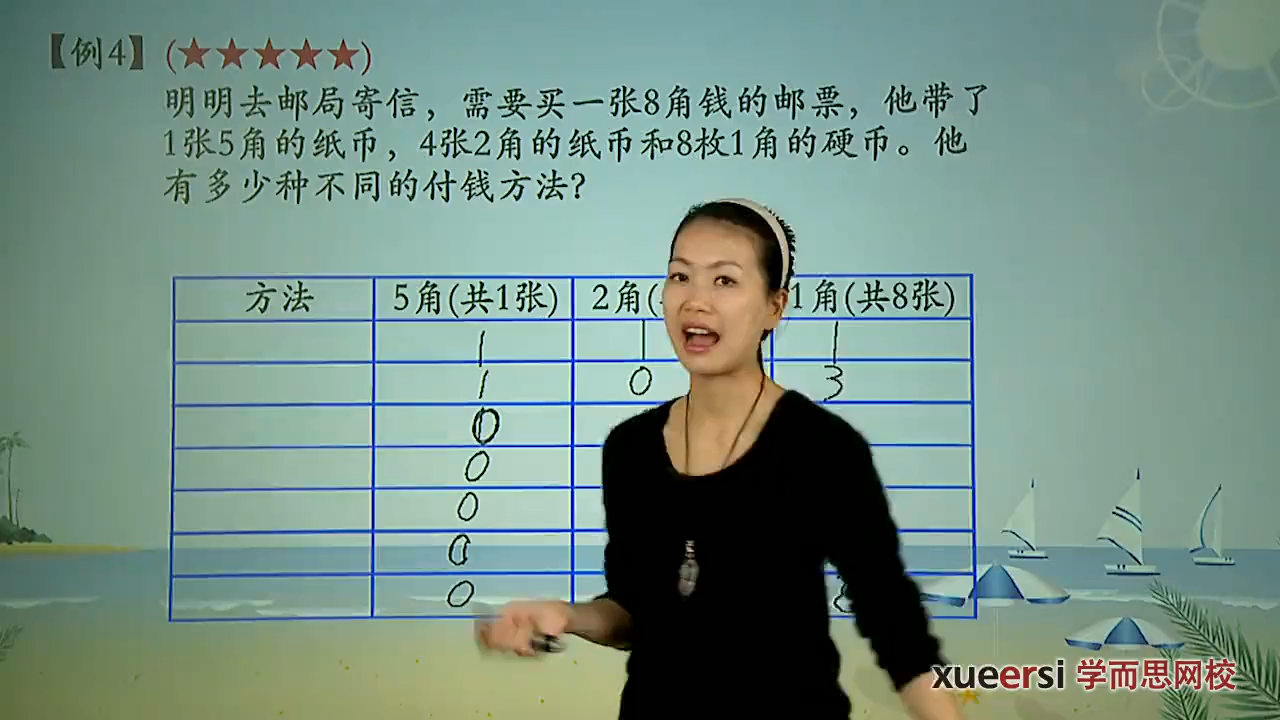 【例4】(★★★★★)
明明去邮局寄信，需要买一张8角钱的邮票，他带了
1张5角的纸币，4张2角的纸币和8枚1角的硬币。他
有多少种不同的付钱方法？
方法 5角(共1张) 2角( 1角(共8张)
1 1 1
1 0 3
0
0
0
0
0
xueersi 学而思网校